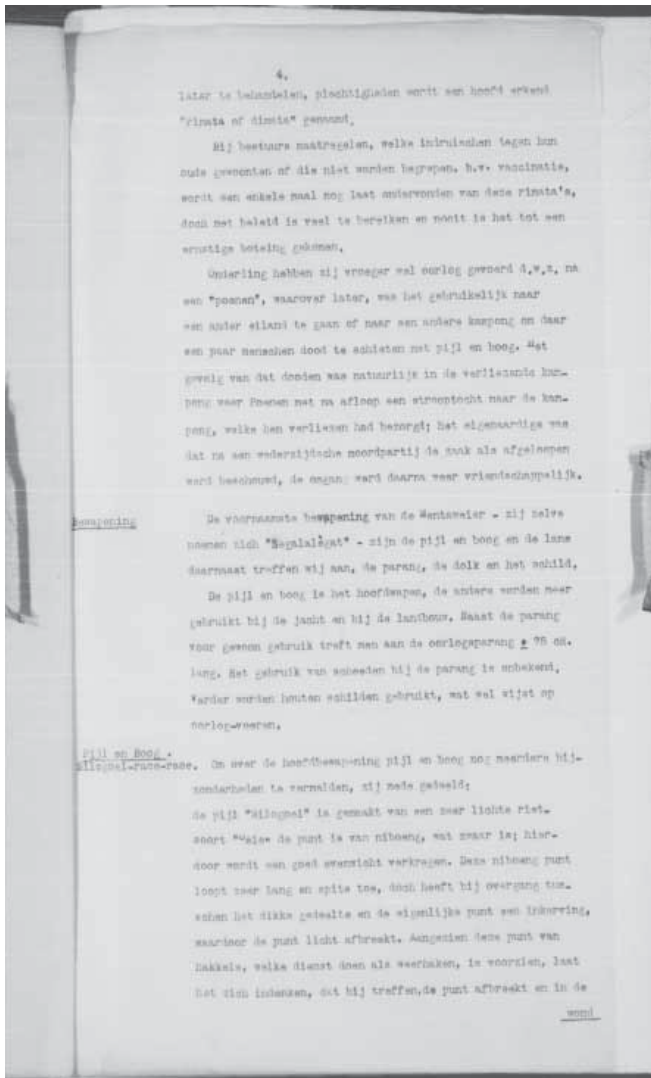 4.
later te behandelen, plechtigheden wordt een hoofd erkend
"rimata of dimata" genoemd.
Bij bestuurs maatregelen, welke indruischen tegen hun
oude gewoonten of die niet worden begrepen, b.v. vaccinatie,
wordt een enkele maal nog last ondervonden van deze rimata's,
doch met beleid is veel te bereiken en nooit is het tot een
ernstige botsing gekomen.
Onderling hebben zij vroeger wel oorlog gevoerd d.w.z. na
een "poenen", waarover later, was het gebruikelijk naar
een ander eiland te gaan of naar een andere kampong om daar
een paar menschen dood te schieten met pijl en boog. Het
gevolg van dat dooden was natuurlijk in de verliezende kam-
pong weer Poenen met na afloop een strooptocht naar de kam-
pong, welke hen verliezen had bezorgd; het eigenaardige was
dat na een wederzijdsche moordpartij de zaak als afgeloopen
werd beschouwd, de omgang werd daarna weer vriendschappelijk.
Bewapening
De voornaamste bewapening van de Mentaweier - zij zelve
noemen zich "Sagalalégat" - zijn de pijl en boog en de lans
daarnaast treffen wij aan, de parang, de dolk en het schild.
De pijl en boog is het hoofdwapen, de andere worden meer
gebruikt bij de jacht en bij de landbouw. Naast de parang
voor gewoon gebruik treft men aan de oorlogsparang ± 75 cM.
lang. Het gebruik van scheeden bij de parang is onbekend.
Verder worden houten schilden gebruikt, wat wel wijst op
oorlog-voeren.
Pijl en Boog.
Silognei-race-race. Om over de hoofdbewapening pijl en boog nog meerdere bij-
zonderheden te vermelden, zij mede gedeeld;
de pijl "Silognei" is gemaakt van een zeer lichte riet-
soort de punt is van niboeng, wat zwaar is; hier-
door wordt een goed evenwicht verkregen. Deze niboeng punt
loopt zeer lang en spits toe, doch heeft bij overgang tus-
schen het dikke gedeelte en de eigenlijke punt een inkerving,
waardoor de punt licht afbreekt. Aangezien deze punt van
hakkels, welke dienst doen als weerhaken, is voorzien, laat
het zich indenken, dat bij treffen,de punt afbreekt en in de
wond